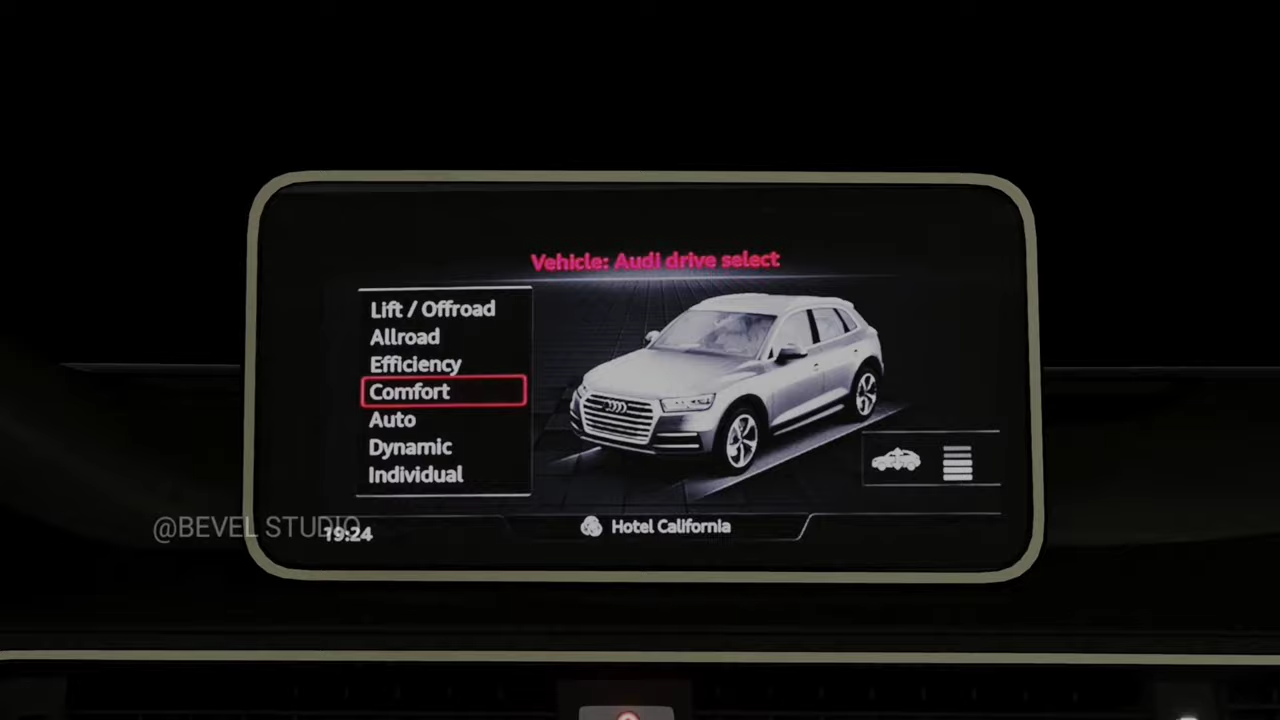 Vehicle: Audi drive select
Lift / Offroad
Allroad
Efficiency
Comfort
Auto
Dynamic
Individual
@BEVEL STUDIO
19:24
Hotel California